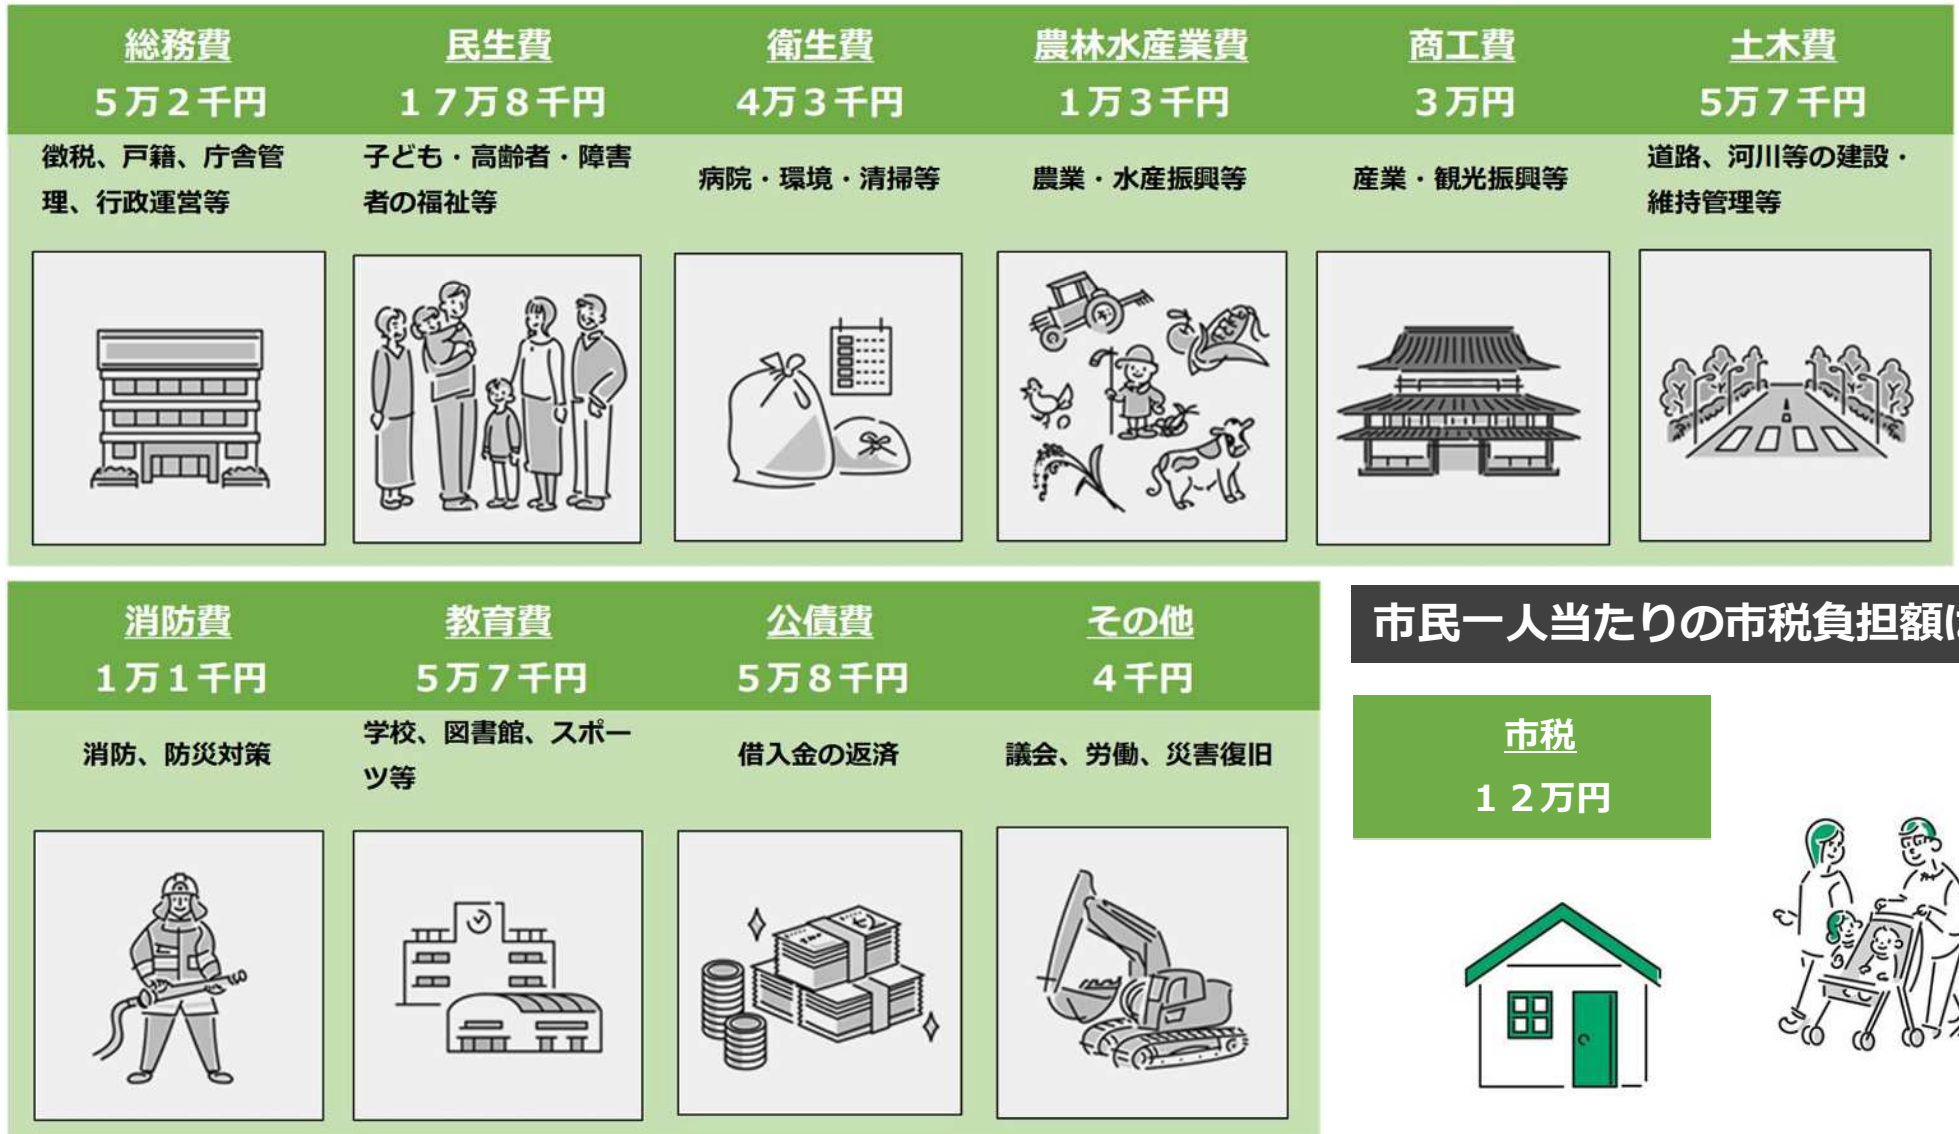 総務費
５万２千円
徴税、戸籍、庁舎管
理、行政運営等
民生費
１７万８千円
子ども・高齢者・障害
者の福祉等
衛生費
4万３千円
病院・環境・清掃等
農林水産業費
１万３千円
農業・水産振興等
商工費
３万円
産業・観光振興等
土木費
5万７千円
道路、河川等の建設・
維持管理等
消防費
１万１千円
消防、防災対策
教育費
５万７千円
学校、図書館、スポー
ツ等
公債費
５万８千円
借入金の返済
その他
４千円
議会、労働、災害復旧
市民一人当たりの市税負担額は
市税
１２万円